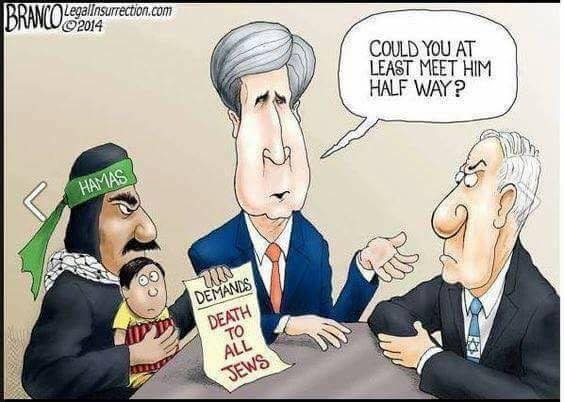 BRANCO LegalInsurrection.com
©2014
COULD YOU AT
LEAST MEET HIM
HALF WAY?
HAMAS
DEMANDS
DEATH
TO
ALL
JEWS